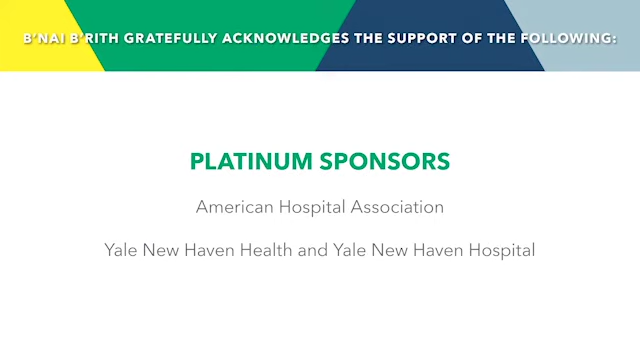 B’NAI B’RITH GRATEFULLY ACKNOWLEDGES THE SUPPORT OF THE FOLLOWING:
PLATINUM SPONSORS
American Hospital Association
Yale New Haven Health and Yale New Haven Hospital